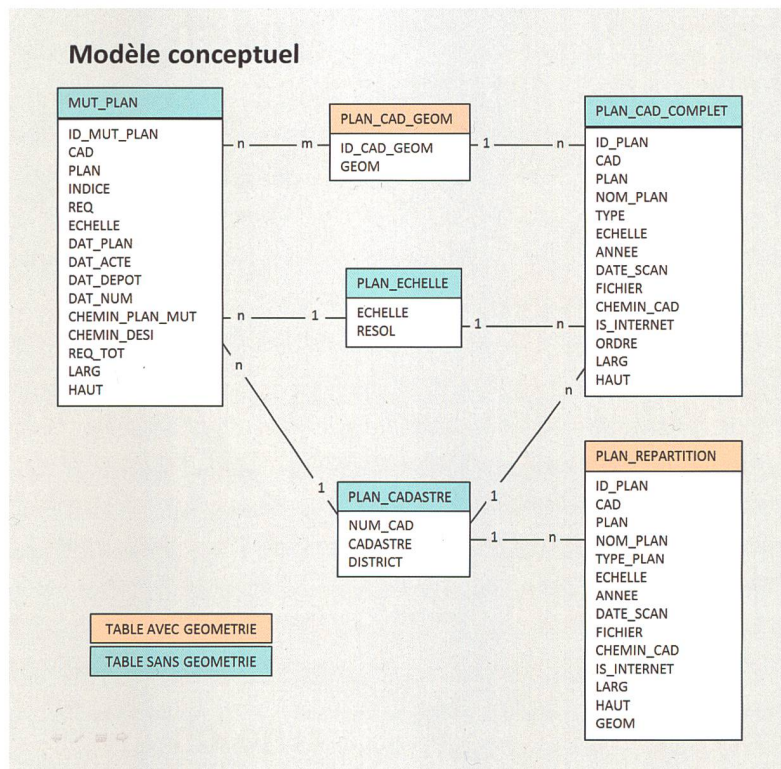 Modèle conceptuel
MUT_PLAN
ID_MUT_PLAN
CAD
PLAN
INDICE
REQ
ECHELLE
DAT_PLAN
DAT_ACTE
DAT_DEPOT
DAT_NUM
CHEMIN_PLAN_MUT
CHEMIN_DESI
REQ_TOT
LARG
HAUT
n
m
PLAN_CAD_GEOM
ID_CAD_GEOM
GEOM
1
n
PLAN_CAD_COMPLET
ID_PLAN
CAD
PLAN
NOM_PLAN
TYPE
ECHELLE
ANNEE
DATE_SCAN
FICHIER
CHEMIN_CAD
IS_INTERNET
ORDRE
LARG
HAUT
n
1
PLAN_ECHELLE
ECHELLE
RESOL
1
n
n
1
n
1
PLAN_CADASTRE
NUM_CAD
CADASTRE
DISTRICT
1
n
PLAN_REPARTITION
ID_PLAN
CAD
PLAN
NOM_PLAN
TYPE_PLAN
ECHELLE
ANNEE
DATE_SCAN
FICHIER
CHEMIN_CAD
IS_INTERNET
LARG
HAUT
GEOM
TABLE AVEC GEOMETRIE
TABLE SANS GEOMETRIE